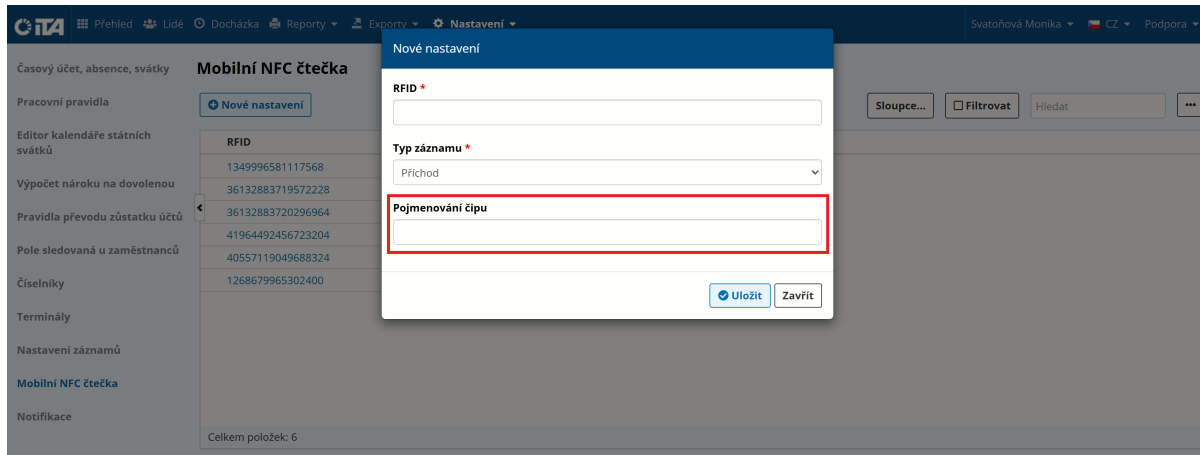 iTA Přehled Lidé Docházka Reporty Exporty Nastavení Svatoňová Monika CZ Podpora
Časový účet, absence, svátky
Pracovní pravidla
Editor kalendáře státních
svátků
Výpočet nároku na dovolenou
Pravidla převodu zůstatku účtů
Pole sledovaná u zaměstnanců
Číselníky
Terminály
Nastavení záznamů
Mobilní NFC čtečka
Notifikace
Mobilní NFC čtečka
Nové nastavení
Sloupce... Filtrovat Hledat ...
RFID
1349996581117568
36132883719572228
36132883720296964
41964492456723204
40557119049688324
1268679965302400
Celkem položek: 6
Nové nastavení
RFID *
Typ záznamu *
Příchod
Pojmenování čipu
Uložit Zavřít